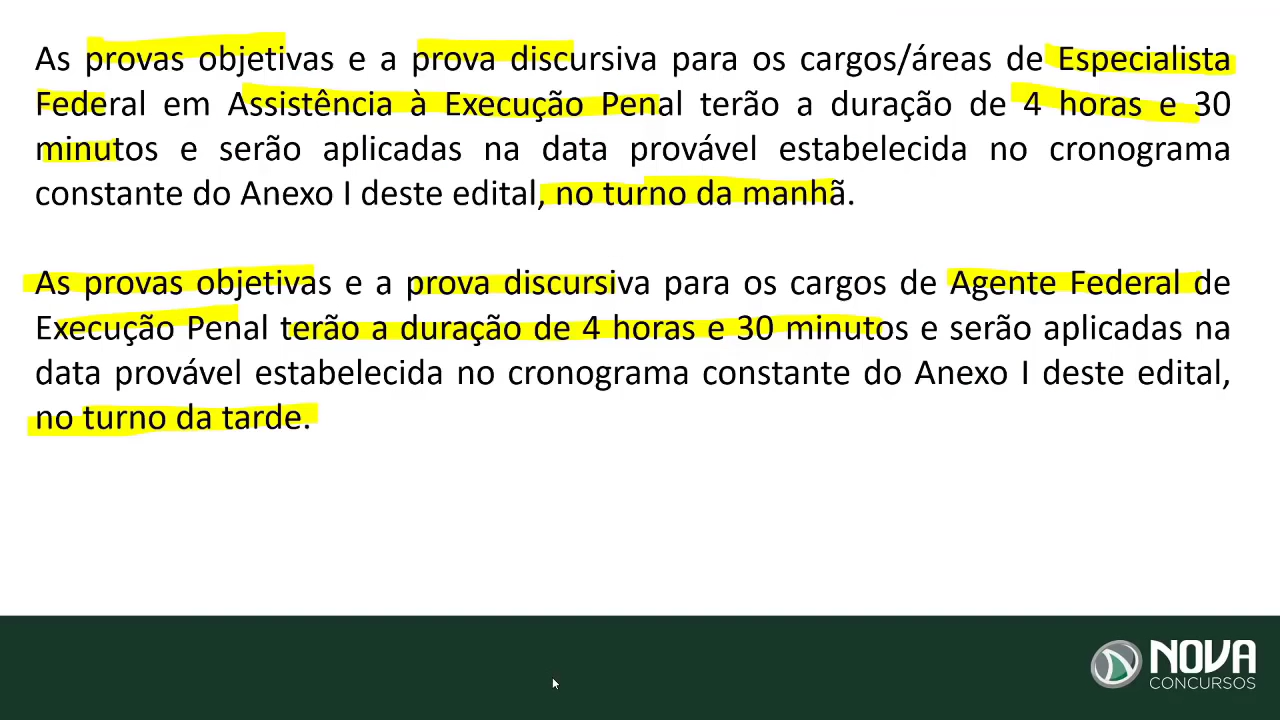 As provas objetivas e a prova discursiva para os cargos/áreas de Especialista
Federal em Assistência à Execução Penal terão a duração de 4 horas e 30
minutos e serão aplicadas na data provável estabelecida no cronograma
constante do Anexo I deste edital, no turno da manhã.
As provas objetivas e a prova discursiva para os cargos de Agente Federal de
Execução Penal terão a duração de 4 horas e 30 minutos e serão aplicadas na
data provável estabelecida no cronograma constante do Anexo I deste edital,
no turno da tarde.
NOVA
CONCURSOS